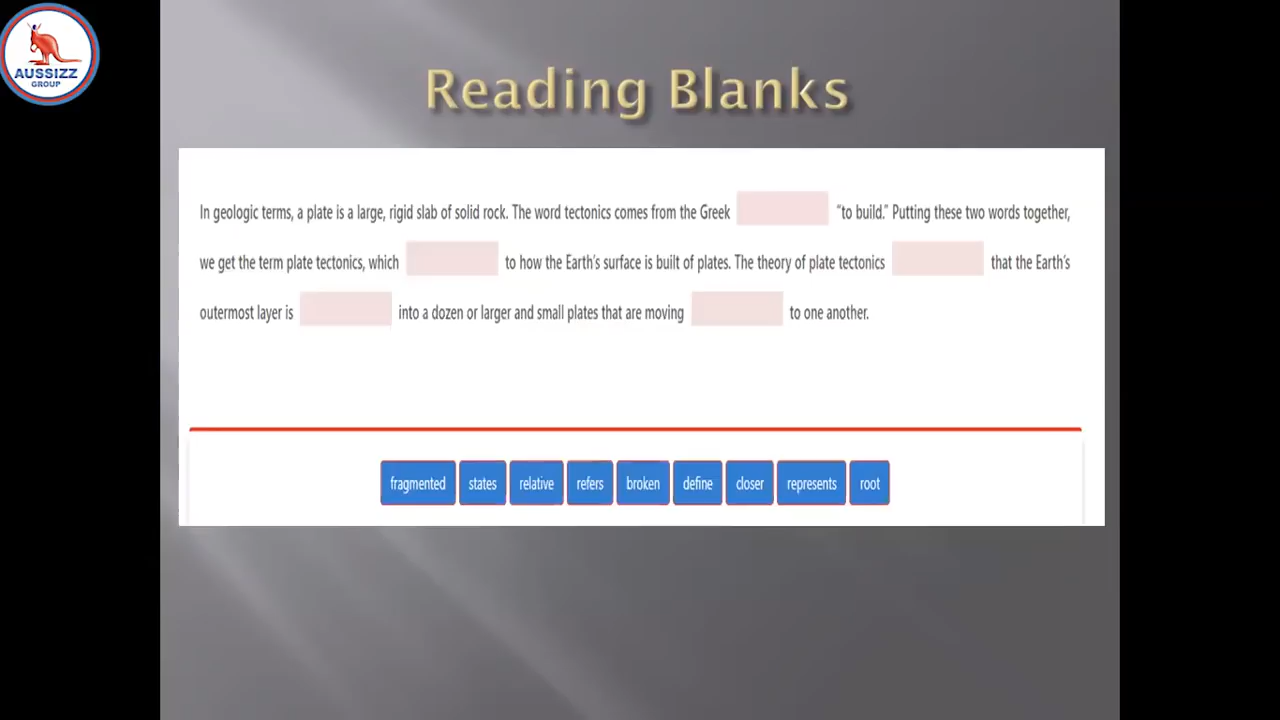 AUSSIZZ
GROUP
Reading Blanks
In geologic terms, a plate is a large, rigid slab of solid rock. The word tectonics comes from the Greek “to build.” Putting these two words together,
we get the term plate tectonics, which to how the Earth’s surface is built of plates. The theory of plate tectonics that the Earth’s
outermost layer is into a dozen or larger and small plates that are moving to one another.
fragmented states relative refers broken define closer represents root